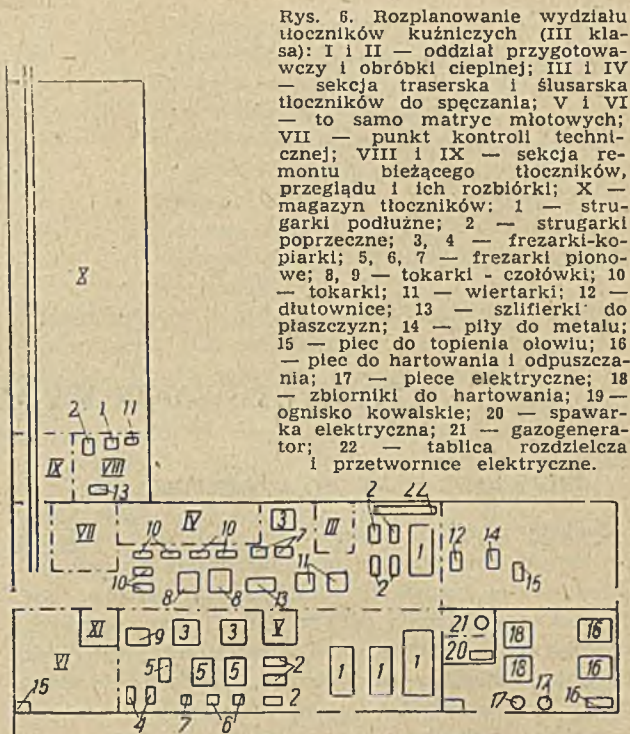 Rys. 6. Rozplanowanie wydziału
tłoczników kuźniczych (III kla-
sa): I i II — oddział przygotowa-
wczy i obróbki cieplnej; III i IV
— sekcja traserska i ślusarska
tłoczników do spęczania; V i VI
— to samo matryc młotowych;
VII — punkt kontroli techni-
cznej; VIII i IX — sekcja re-
montu bieżącego tłoczników,
przeglądu i ich rozbiórki; X —
magazyn tłoczników: 1 — stru-
garki podłużne; 2 — strugarki
poprzeczne; 3, 4 — frezarki-ko-
piarki; 5, 6, 7 — frezarki piono-
we; 8, 9 — tokarki - czołówki; 10
— tokarki; 11 — wiertarki; 12 —
dłutownice; 13 — szlifierki do
płaszczyzn; 14 — piły do metalu;
15 — piec do topienia ołowiu; 16
— piec do hartowania i odpuszcza-
nia; 17 — piece elektryczne; 18
— zbiorniki do hartowania; 19 —
ognisko kowalskie; 20 — spawar-
ka elektryczna; 21 — gazogenera-
tor; 22 — tablica rozdzielcza
i przetwornice elektryczne.
X
2 1 11
IX VIII
13
VII 10 IV 10 3 7 III 2 22 1 12 14
10 8 8 13 11 2 15
VI XI 9 3 3 V 21 18 16
5 5 5 2 1 1 1 20 18 16
15 4 7 6 2 17 17 16